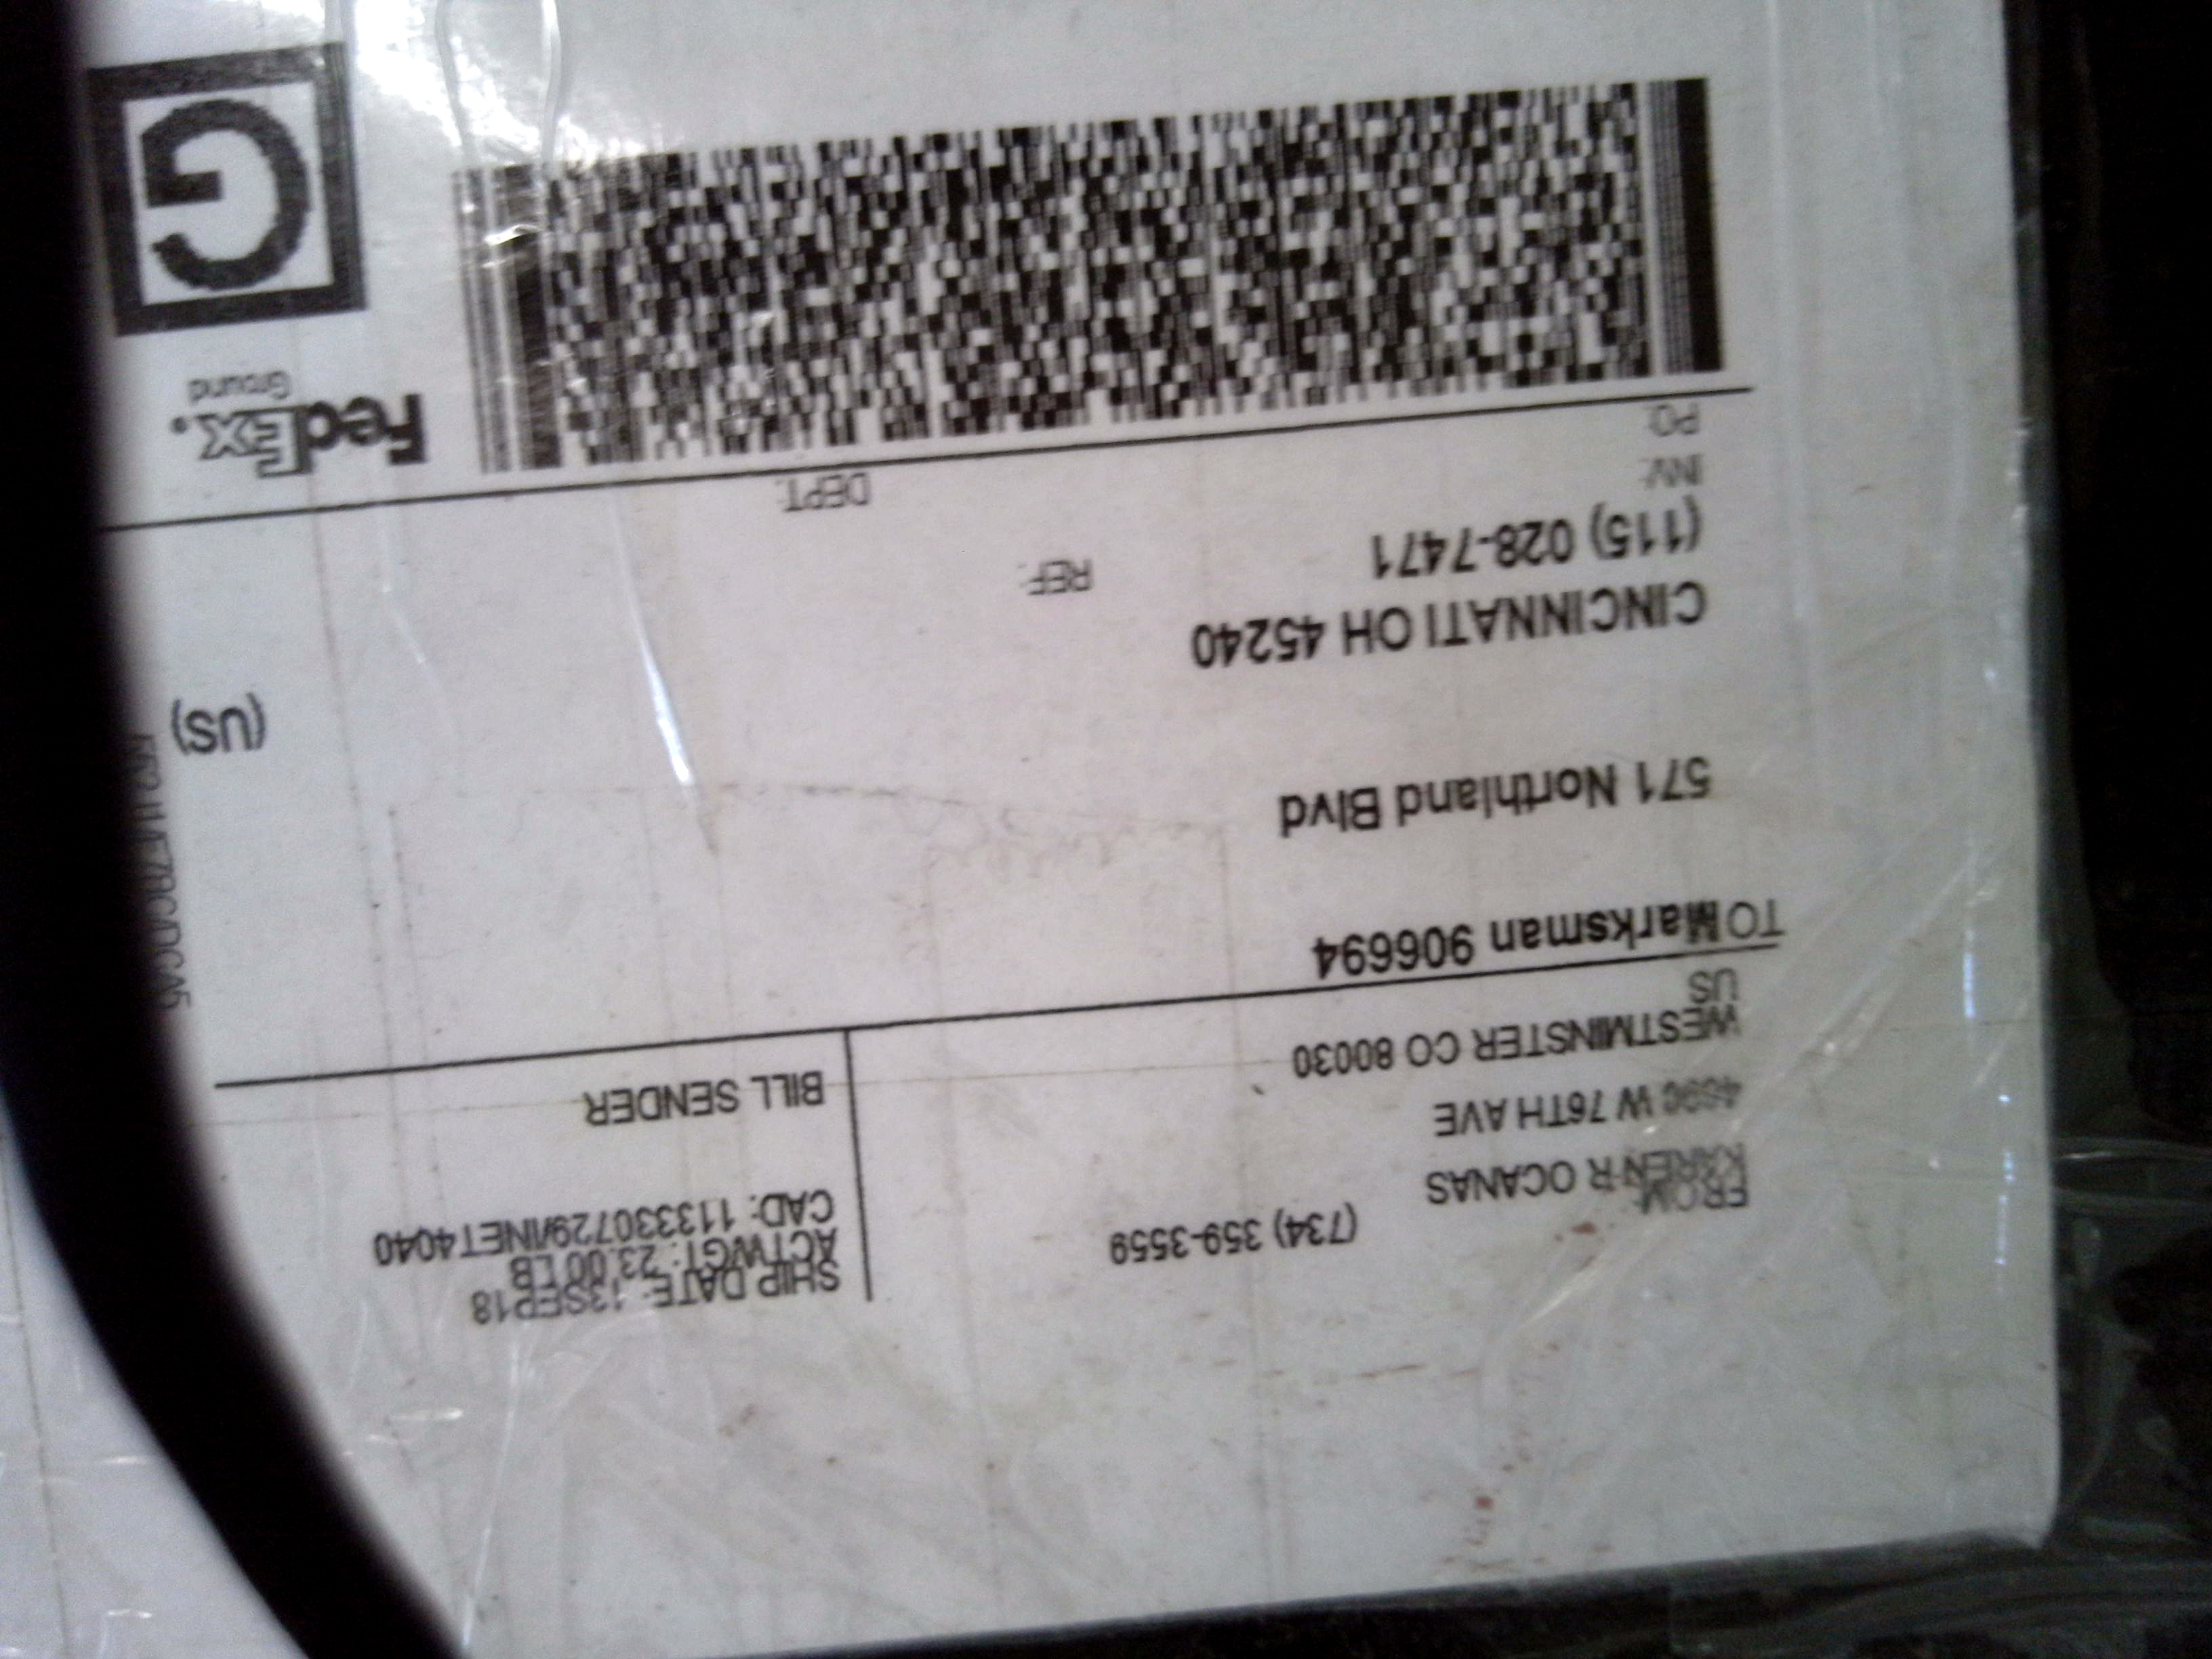 FROM:
(734) 359-3559
KAREN R OCANAS
W 76TH AVE
WESTMINSTER CO 80030
US
SHIP DATE: 13SEP18
ACTWGT: 23.00 LB
CAD: 113330729/INET4040
BILL SENDER
TO Marksman 906694
571 Northland Blvd
CINCINNATI OH 45240
(US)
(115) 028-7471
REF:
INV:
PO:
DEPT:
FedEx.
Ground
G